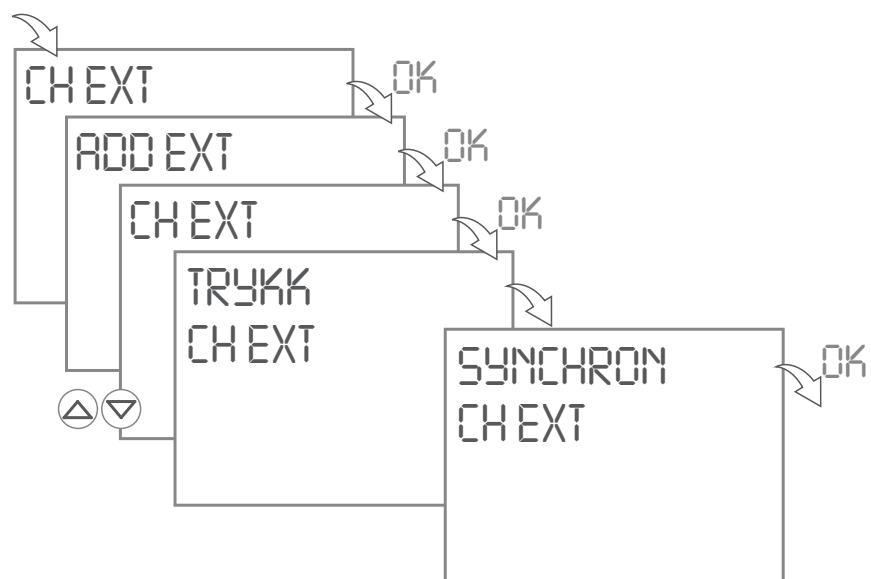 CH EXT
OK
ADD EXT
OK
CH EXT
OK
TRYKK
CH EXT
SYNCHRON
CH EXT
OK